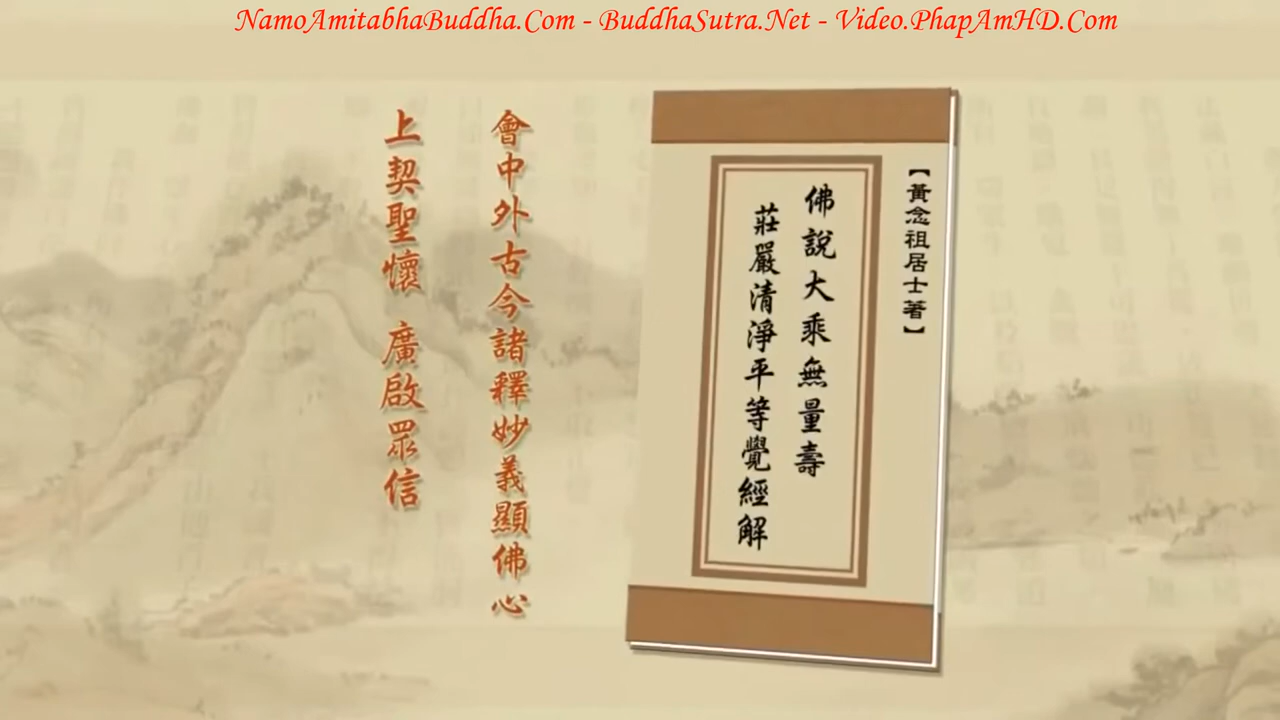 NamoAmitabhaBuddha.Com - BuddhaSutra.Net - Video.PhapAmHD.Com
【黃念祖居士著】
佛說大乘無量壽
莊嚴清淨平等覺經解
會中外古今諸釋妙義顯佛心
上契聖懷 廣啟眾信